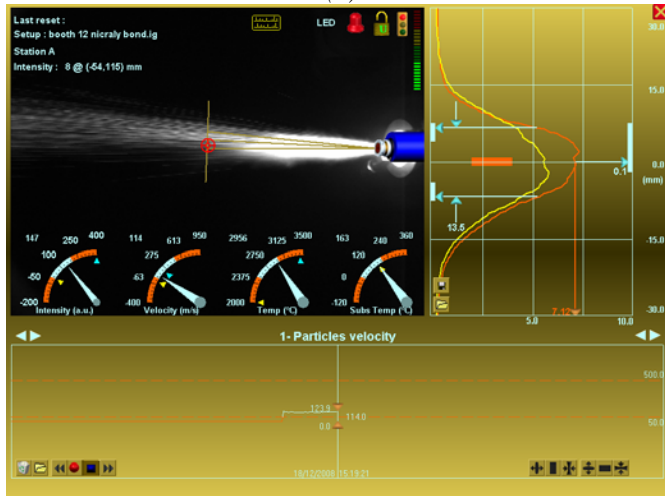 Last reset :
Setup : booth 12 nicraly bond.ig
Station A
Intensity : 8 @ (-54,115) mm
LED
30.0
15.0
0.0
(mm)
0.1
13.5
-15.0
-30.0
7.12
5.0
10.0
147 250 400
100
-50
-200
Intensity (a.u.)
114 613 950
275
-63
-400
Velocity (m/s)
2956 3125 3500
2750
2375
2000
Temp (°C)
163 240 360
120
0
-120
Subs Temp (°C)
1- Particles velocity
500.0
123.9
114.0
0.0
50.0
18/12/2008 15:19:21